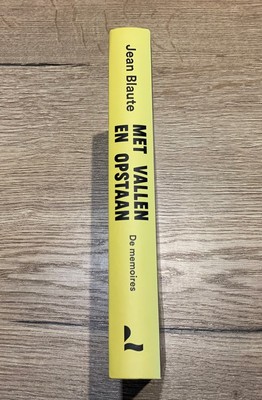 Jean Blaute
MET VALLEN
EN OPSTAAN
De memoires